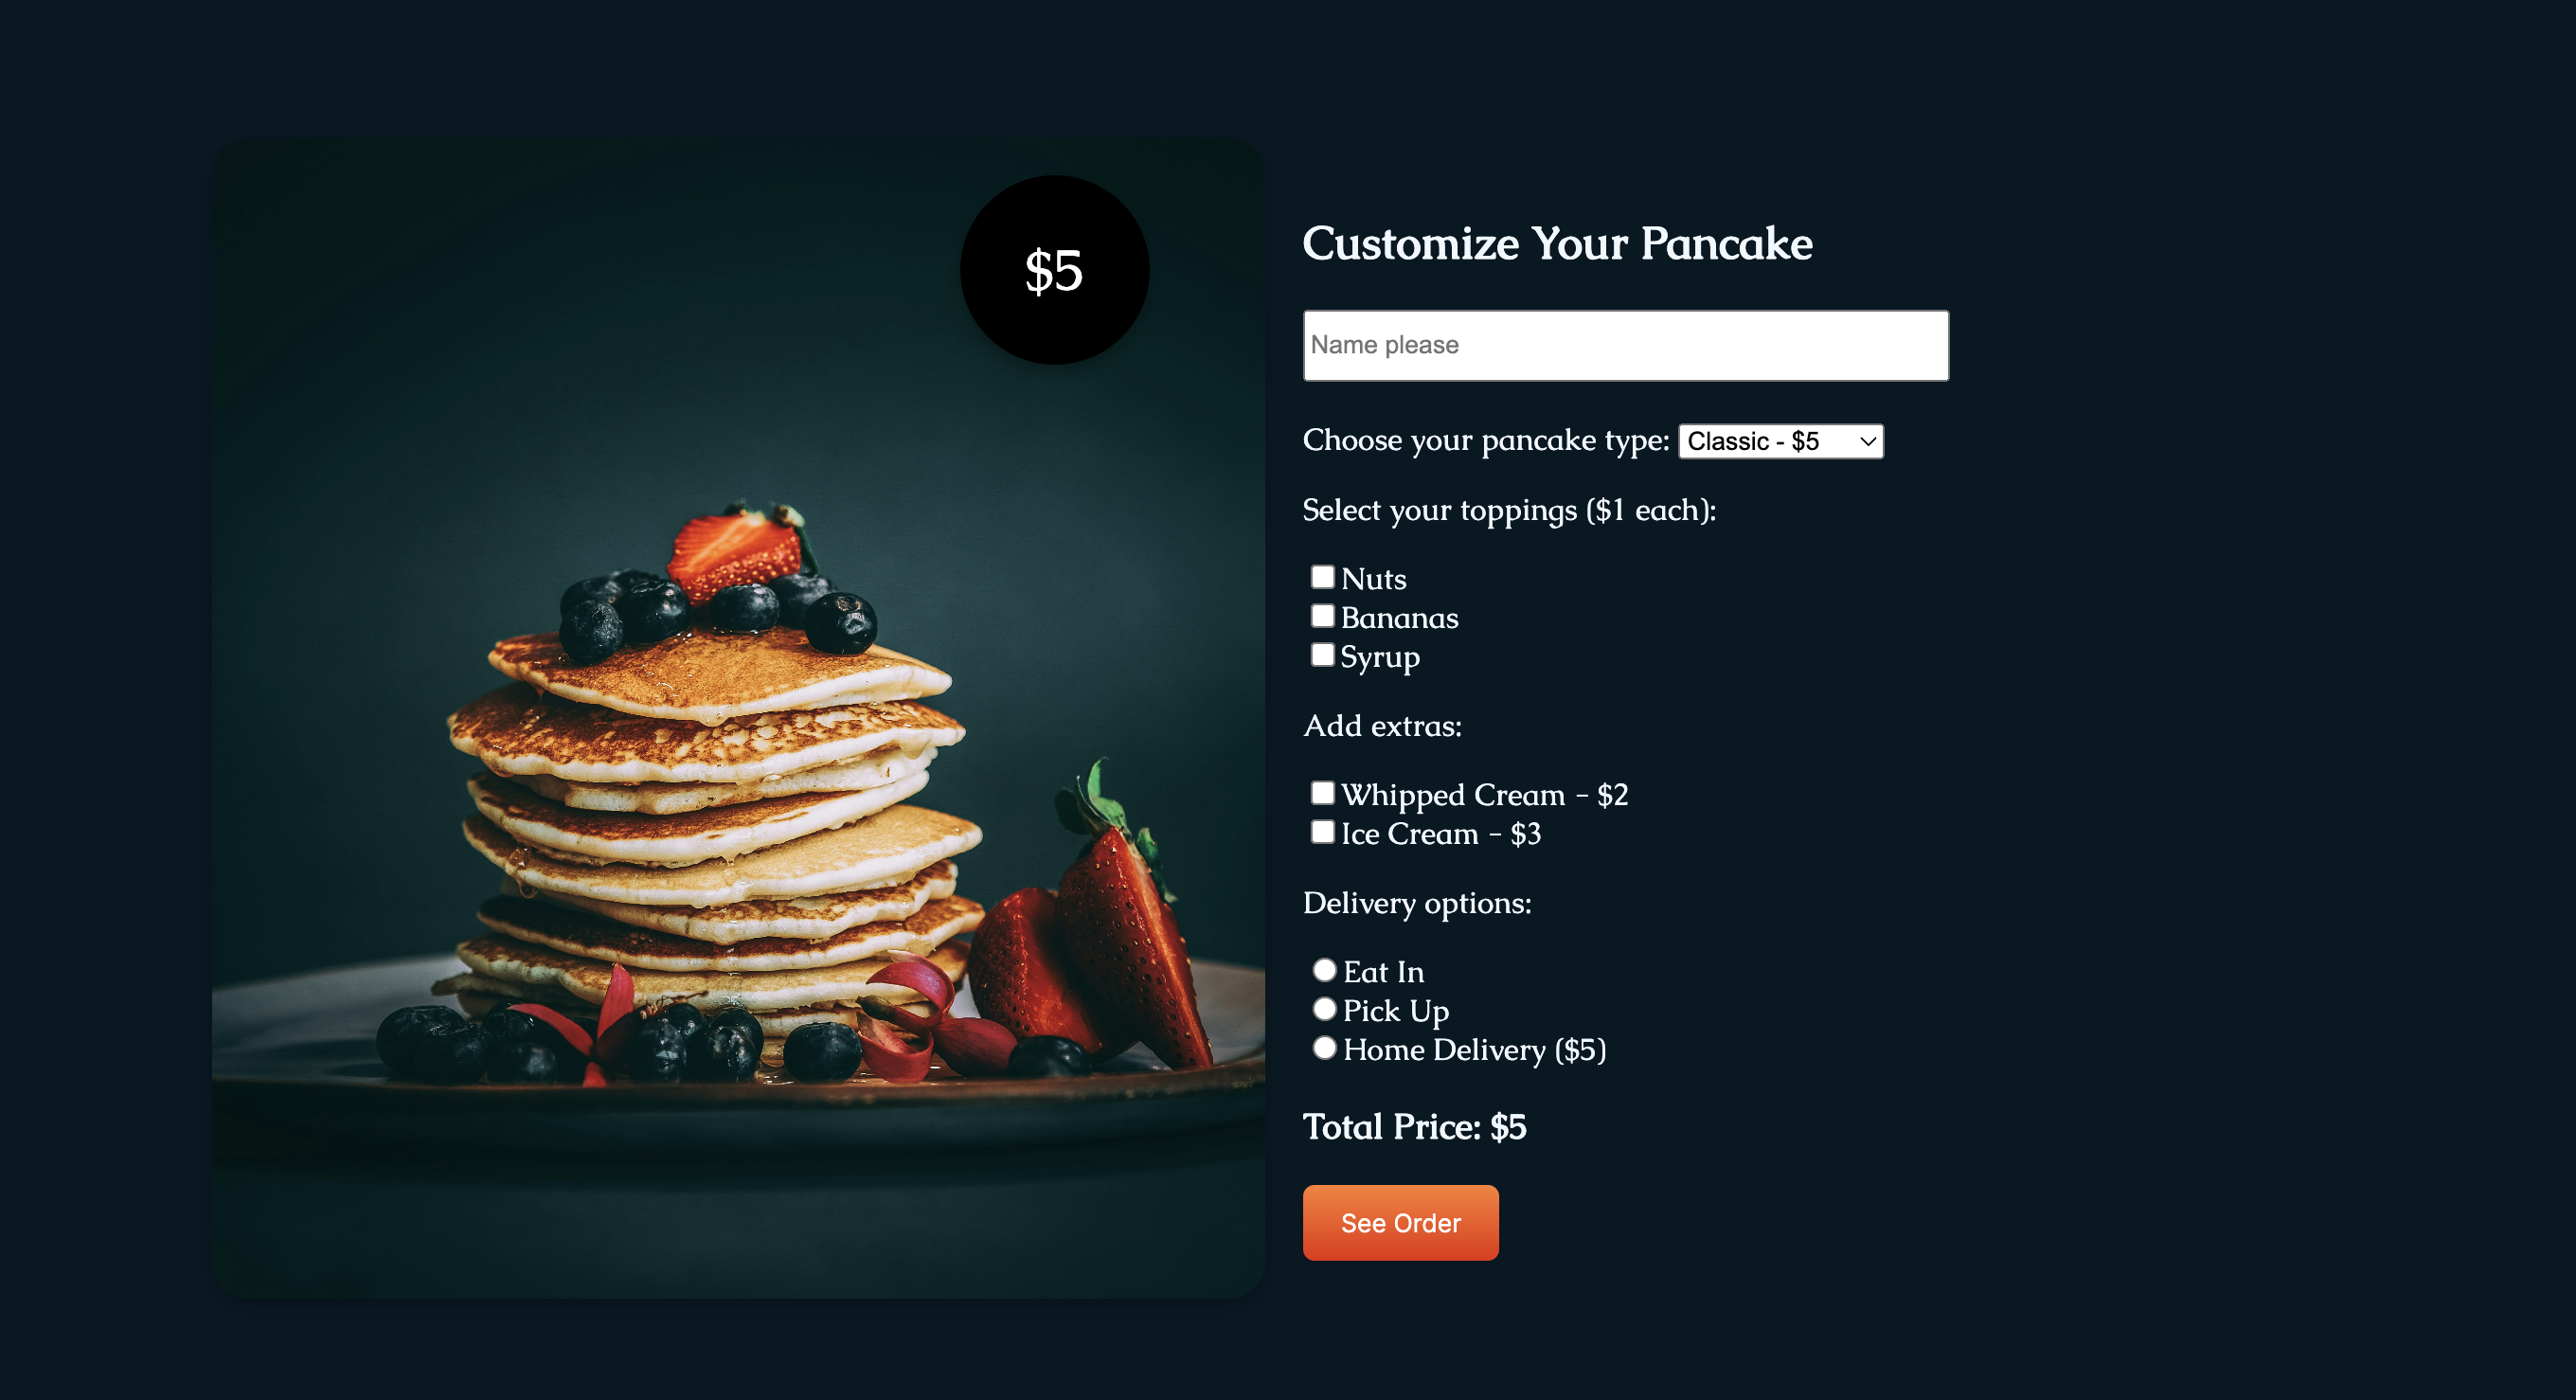 $5
Customize Your Pancake
Name please
Choose your pancake type: Classic - $5
Select your toppings ($1 each):
Nuts
Bananas
Syrup
Add extras:
Whipped Cream - $2
Ice Cream - $3
Delivery options:
Eat In
Pick Up
Home Delivery ($5)
Total Price: $5
See Order